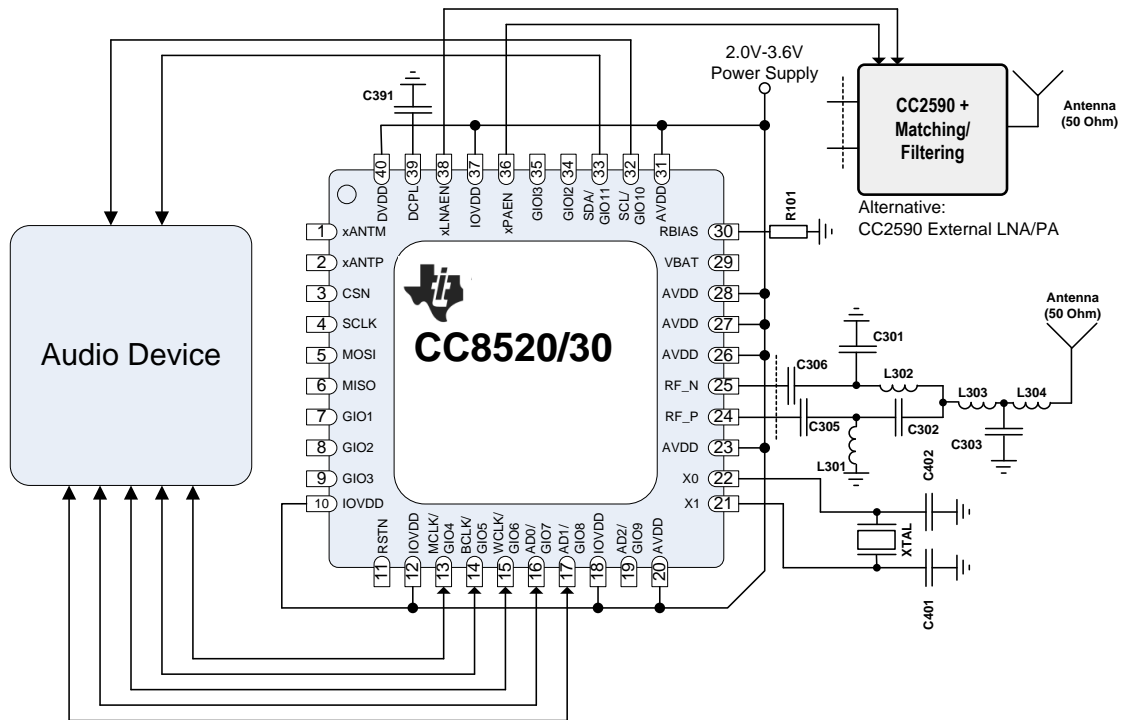 2.0V-3.6V
Power Supply
C391
CC2590 +
Matching/
Filtering
Antenna
(50 Ohm)
Alternative:
CC2590 External LNA/PA
40
39
38
37
36
35
34
33
32
31
DVDD
DCPL
xLNAEN
IOVDD
xPAEN
GIO13
GIO12
SDA/
GIO11
SCL/
GIO10
AVDD
R101
1 xANTM
2 xANTP
3 CSN
4 SCLK
5 MOSI
6 MISO
7 GIO1
8 GIO2
9 GIO3
10 IOVDD
Audio Device
ti
CC8520/30
RBIAS 30
VBAT 29
AVDD 28
AVDD 27
AVDD 26
RF_N 25
RF_P 24
AVDD 23
X0 22
X1 21
Antenna
(50 Ohm)
C301
C306
L302
L303
L304
C305
C302
C303
L301
C402
XTAL
C401
RSTN
IOVDD
MCLK/
GIO4
BCLK/
GIO5
WCLK/
GIO6
AD0/
GIO7
AD1/
GIO8
IOVDD
AD2/
GIO9
AVDD
11
12
13
14
15
16
17
18
19
20